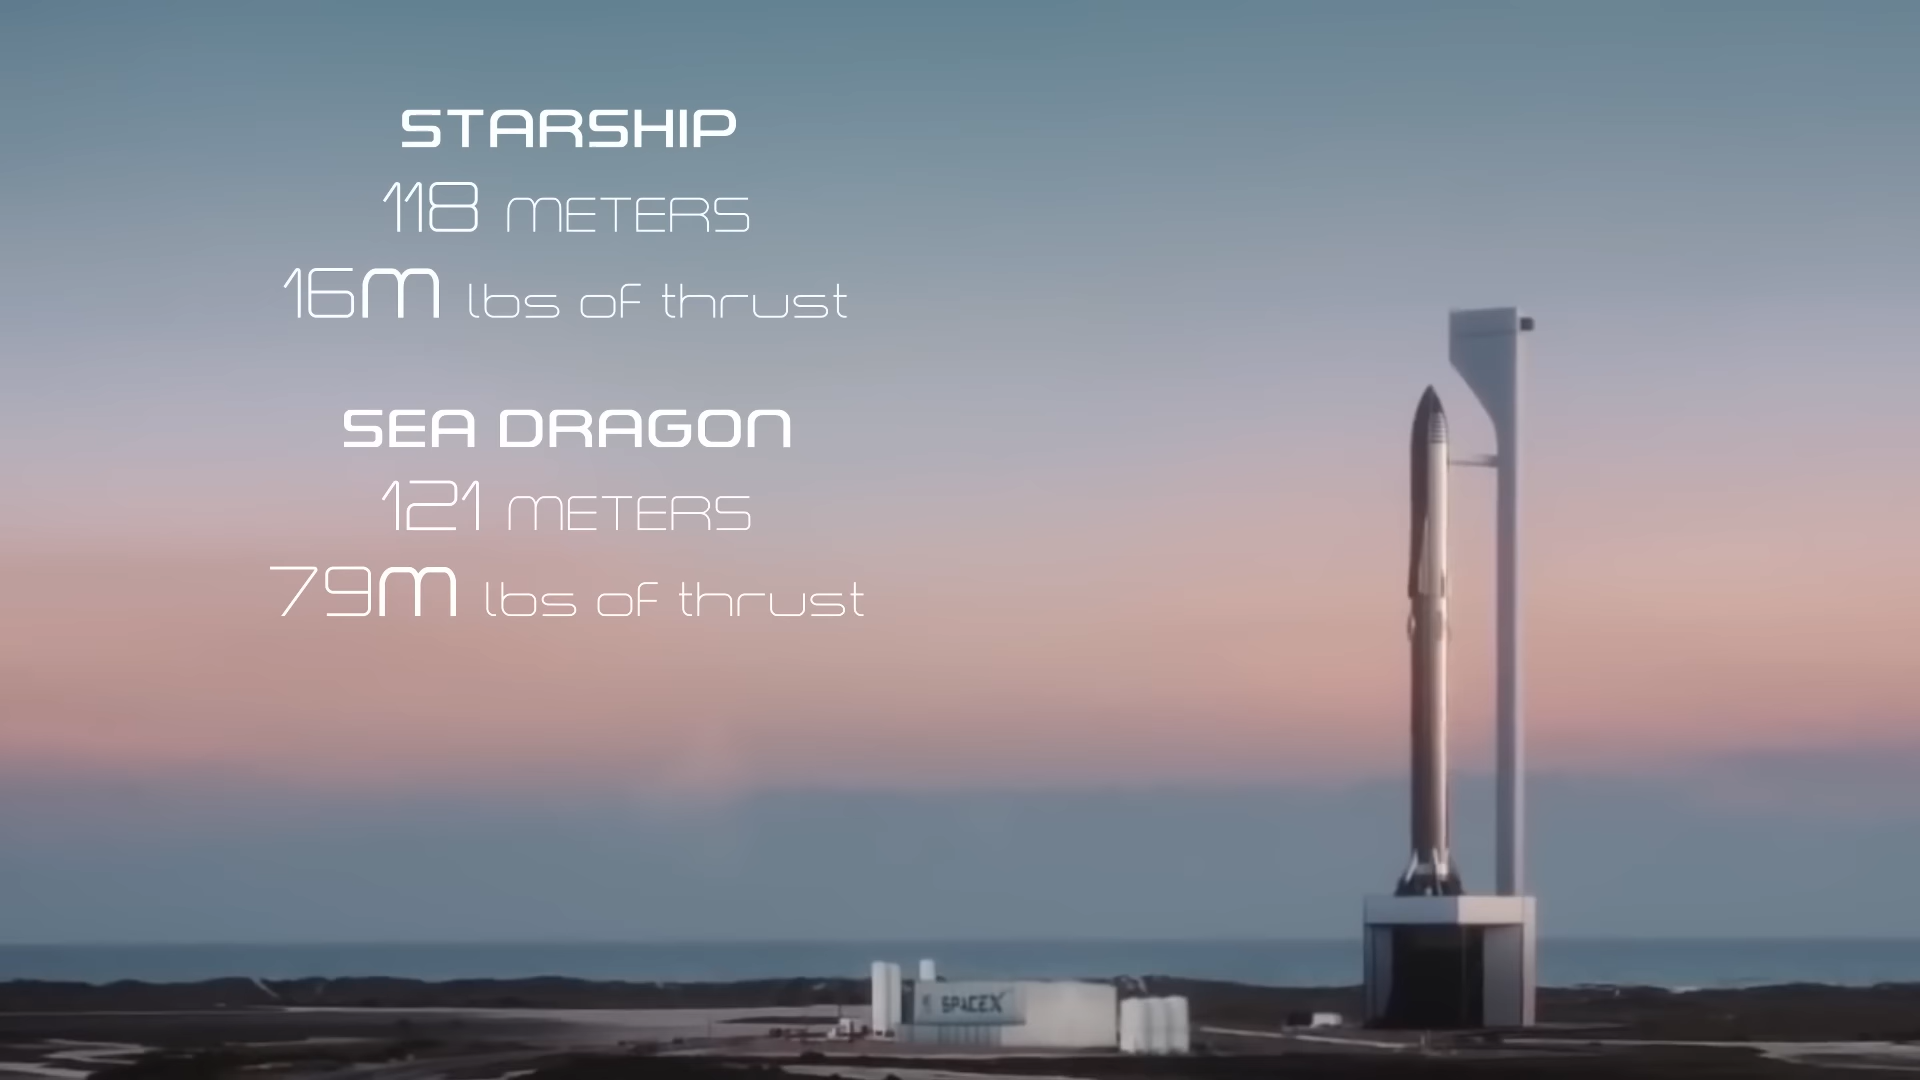 STARSHIP
118 METERS
16M lbs of thrust
SEA DRAGON
121 METERS
79M lbs of thrust
SPACEX